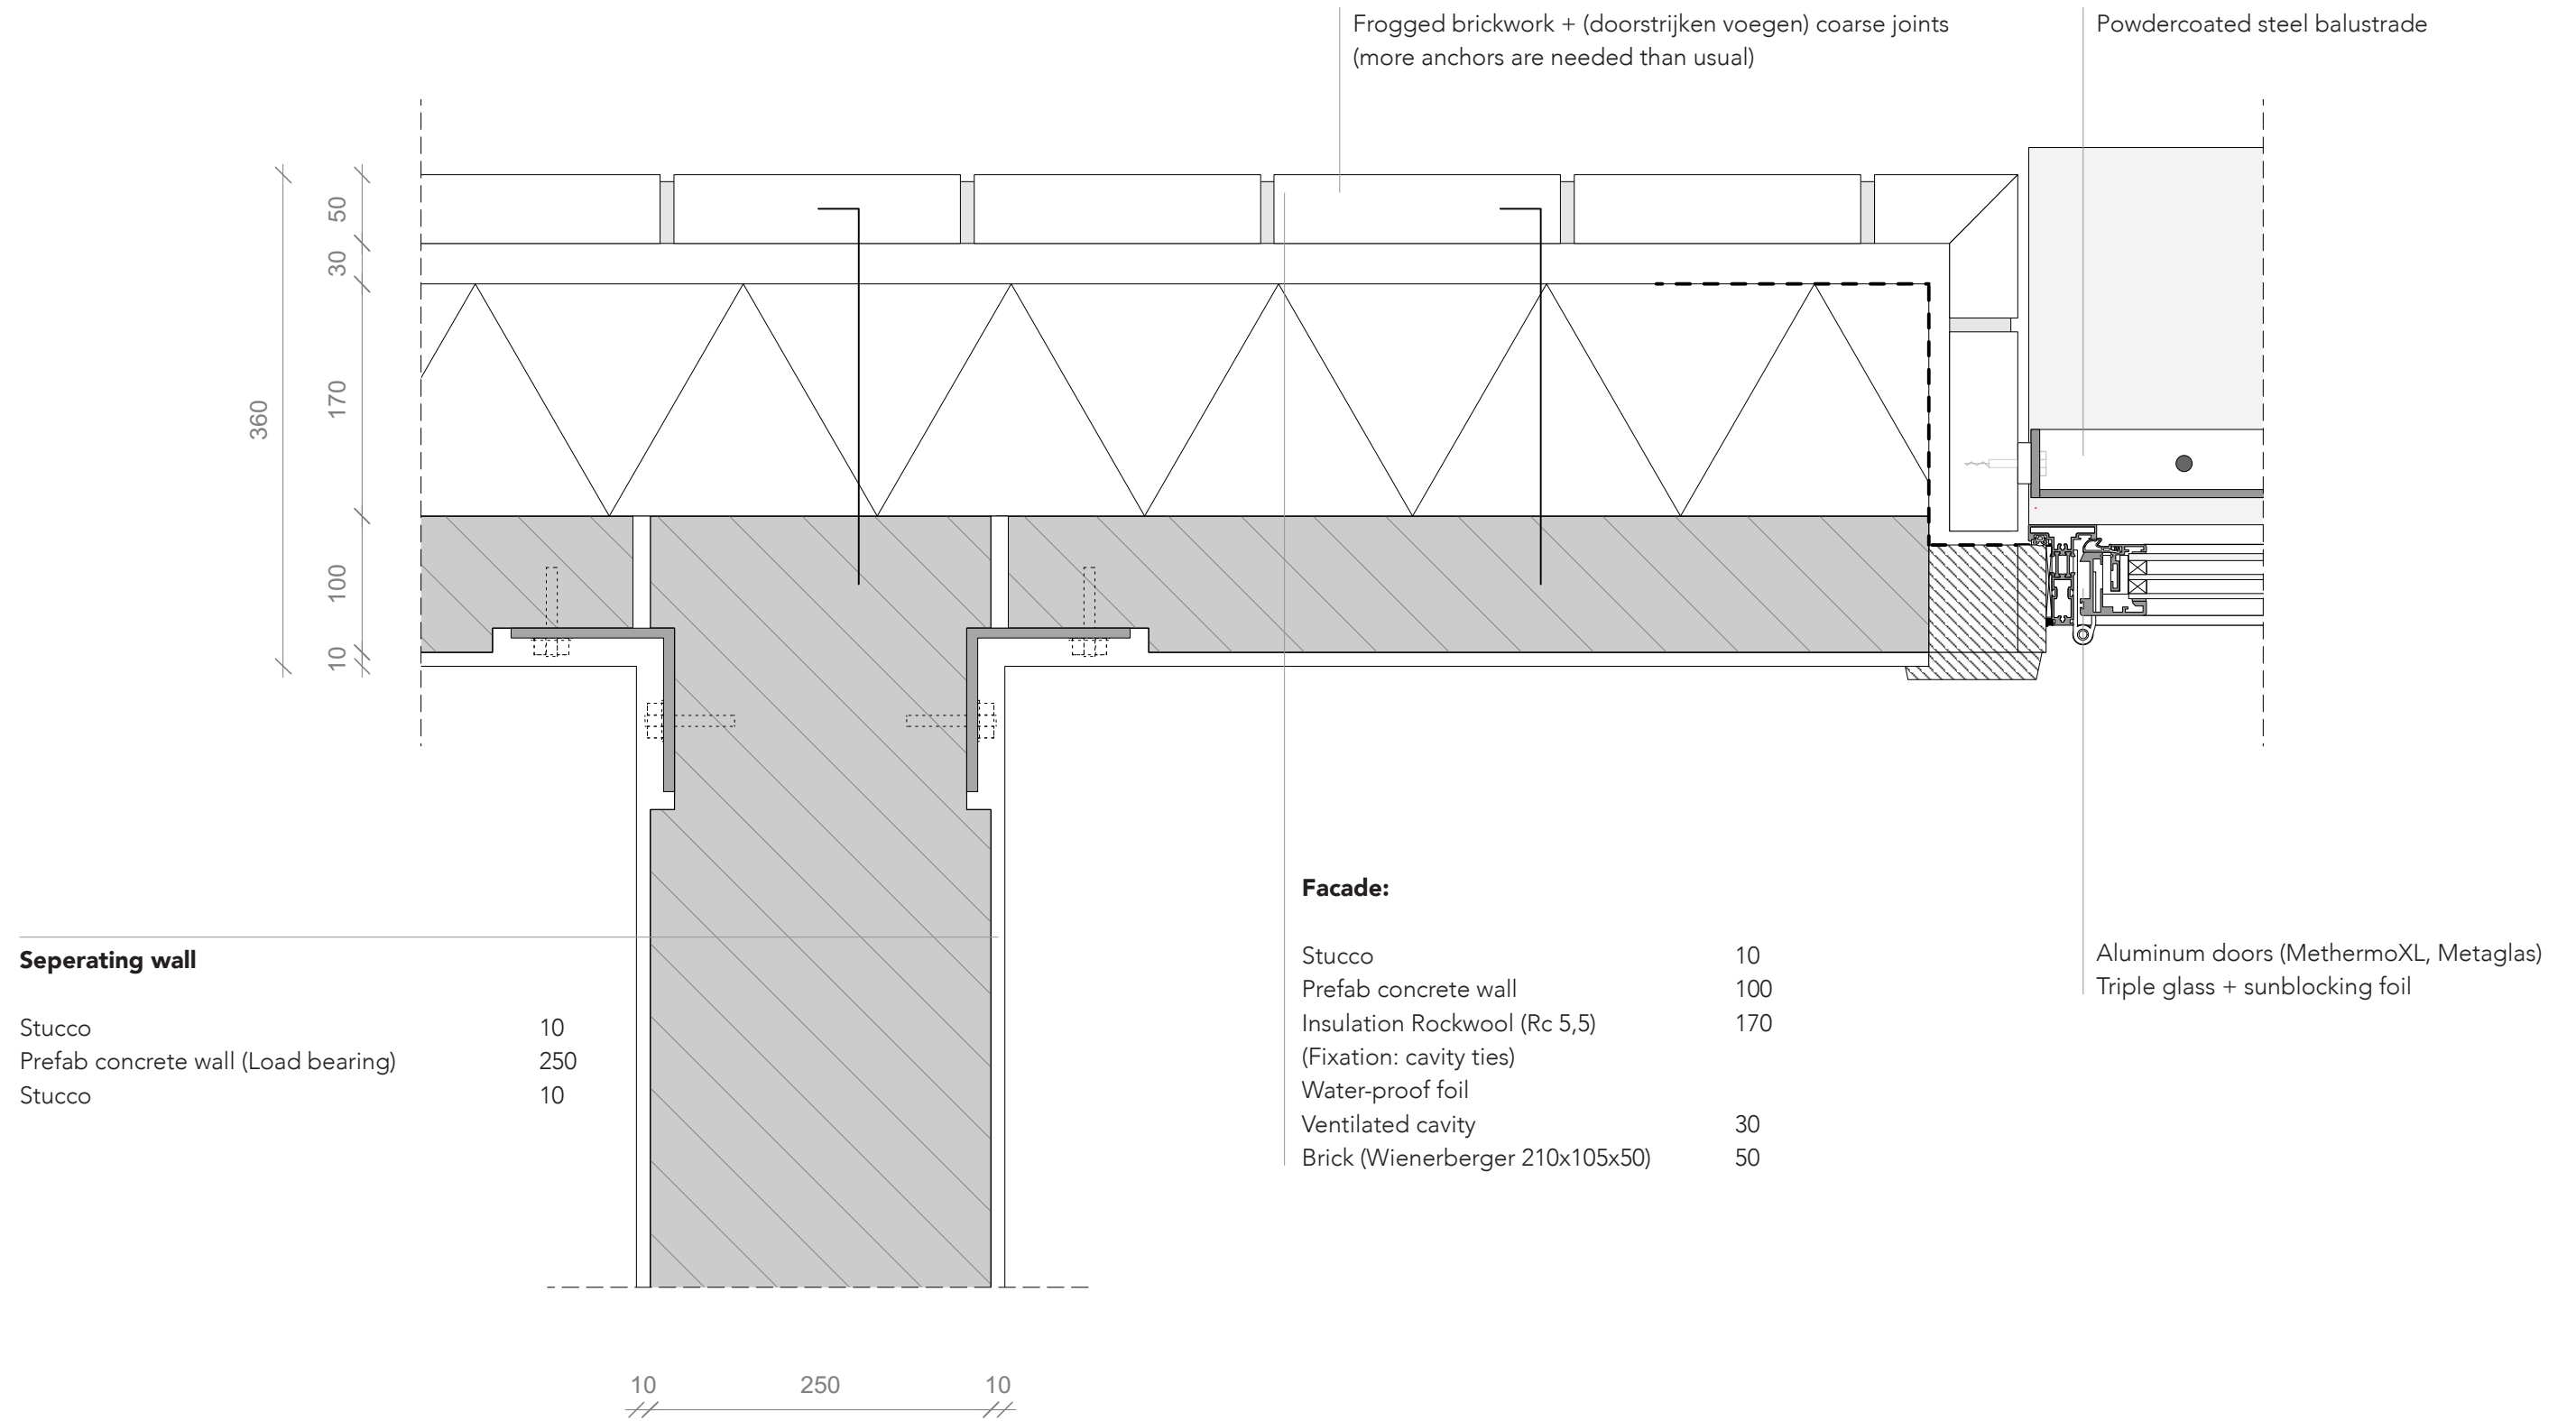 Frogged brickwork + (doorstrijken voegen) coarse joints
(more anchors are needed than usual)
Powdercoated steel balustrade
360
50
30
170
100
10
Seperating wall
Stucco 10
Prefab concrete wall (Load bearing) 250
Stucco 10
Facade:
Stucco 10
Prefab concrete wall 100
Insulation Rockwool (Rc 5,5) 170
(Fixation: cavity ties)
Water-proof foil
Ventilated cavity 30
Brick (Wienerberger 210x105x50) 50
Aluminum doors (MethermoXL, Metaglas)
Triple glass + sunblocking foil
10 250 10